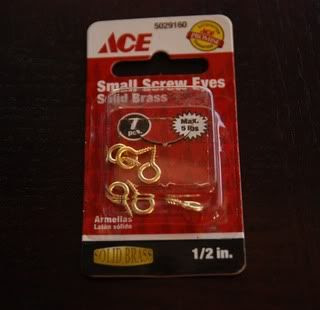 5029160
ACE
Small Screw Eyes
Solid Brass
7
pcs.
Max.
5 lbs
Armellas
Latón sólido
SOLID BRASS
1/2 in.